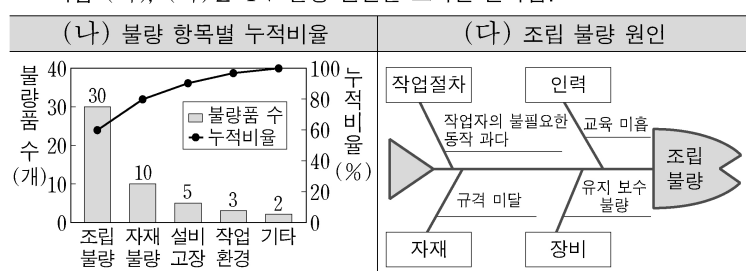 (나) 불량 항목별 누적비율
(다) 조립 불량 원인
불량품 수(개)
40
30
20
10
0
30
10
5
3
2
불량품 수
누적비율
100
80
60
40
20
0
누적비율(%)
조립 불량
자재 불량
설비 고장
작업 환경
기타
작업절차
인력
작업자의 불필요한
동작 과다
교육 미흡
조립
불량
규격 미달
유지 보수
불량
자재
장비